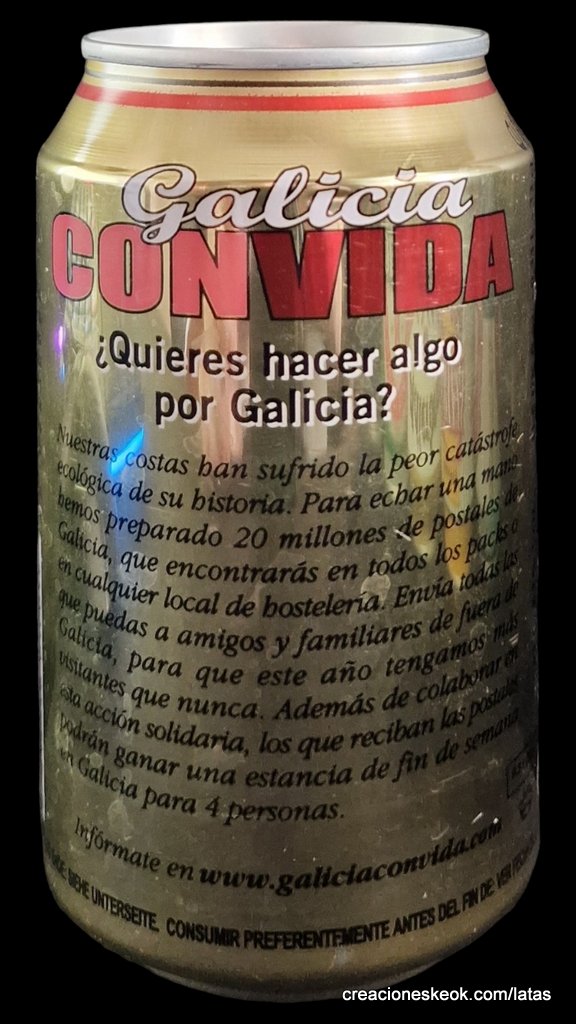 Galicia
CONVIDA
¿Quieres hacer algo
por Galicia?
Nuestras costas han sufrido la peor catástrofe
ecológica de su historia. Para echar una mano
hemos preparado 20 millones de postales de
Galicia, que encontrarás en todos los packs o
en cualquier local de hostelería. Envía todas las
que puedas a amigos y familiares de fuera de
Galicia, para que este año tengamos más
visitantes que nunca. Además de colaborar en
esta acción solidaria, los que reciban las postales
podrán ganar una estancia de fin de semana
en Galicia para 4 personas.
Infórmate en www.galiciaconvida.com
SIEHE UNTERSEITE. CONSUMIR PREFERENTEMENTE ANTES DEL FIN DE: VER
creacioneskeok.com/latas